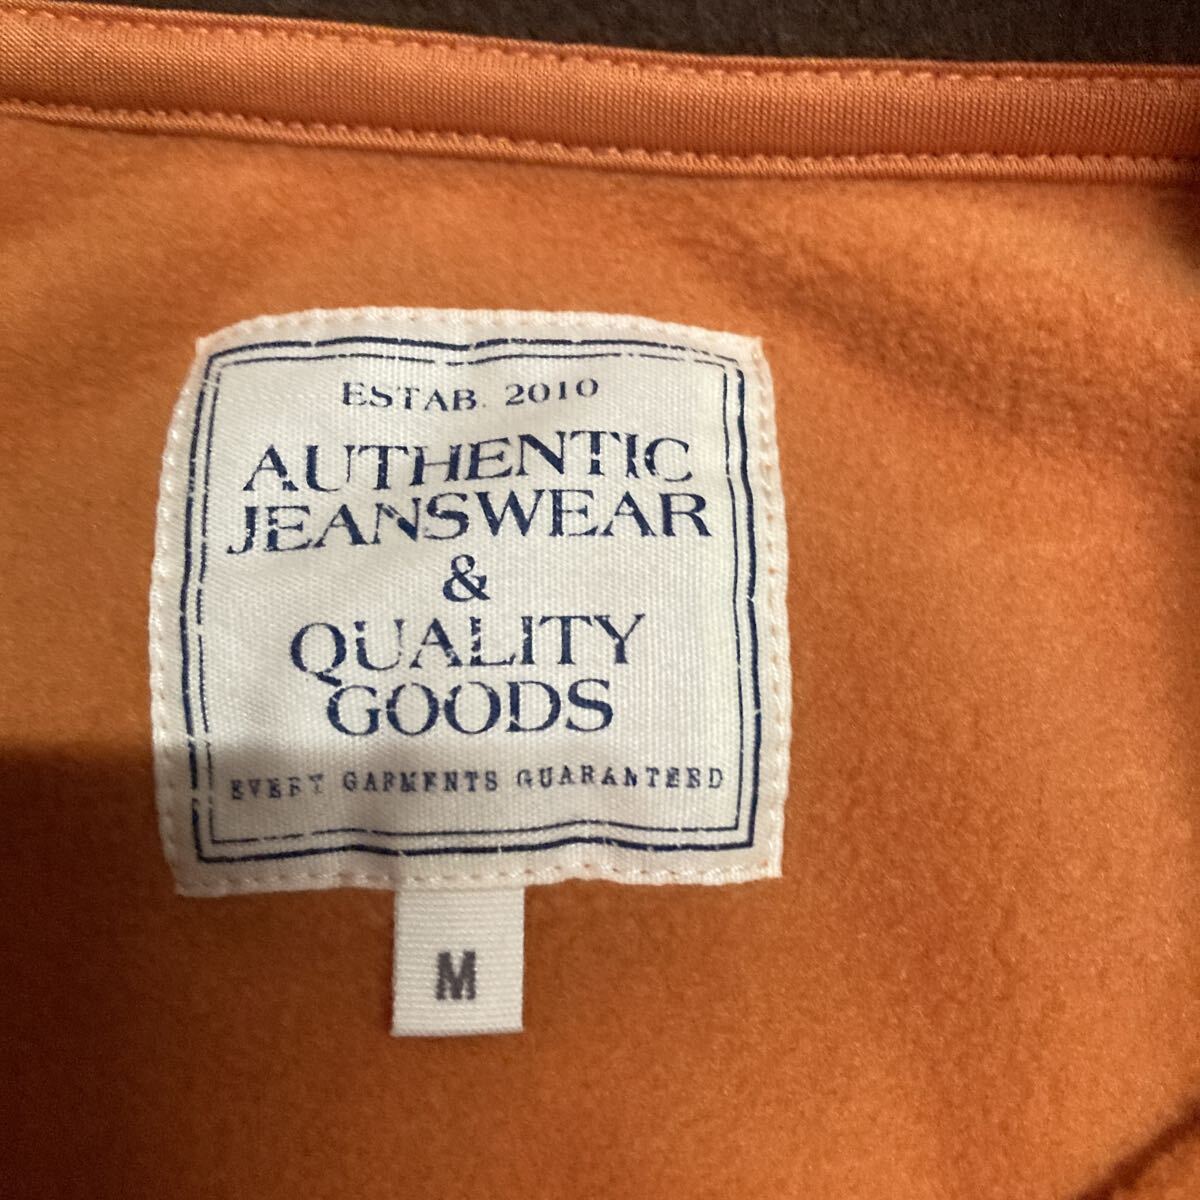 ESTAB. 2010
AUTHENTIC
JEANSWEAR
&
QUALITY
GOODS
EVERY GARMENTS GUARANTEED
M